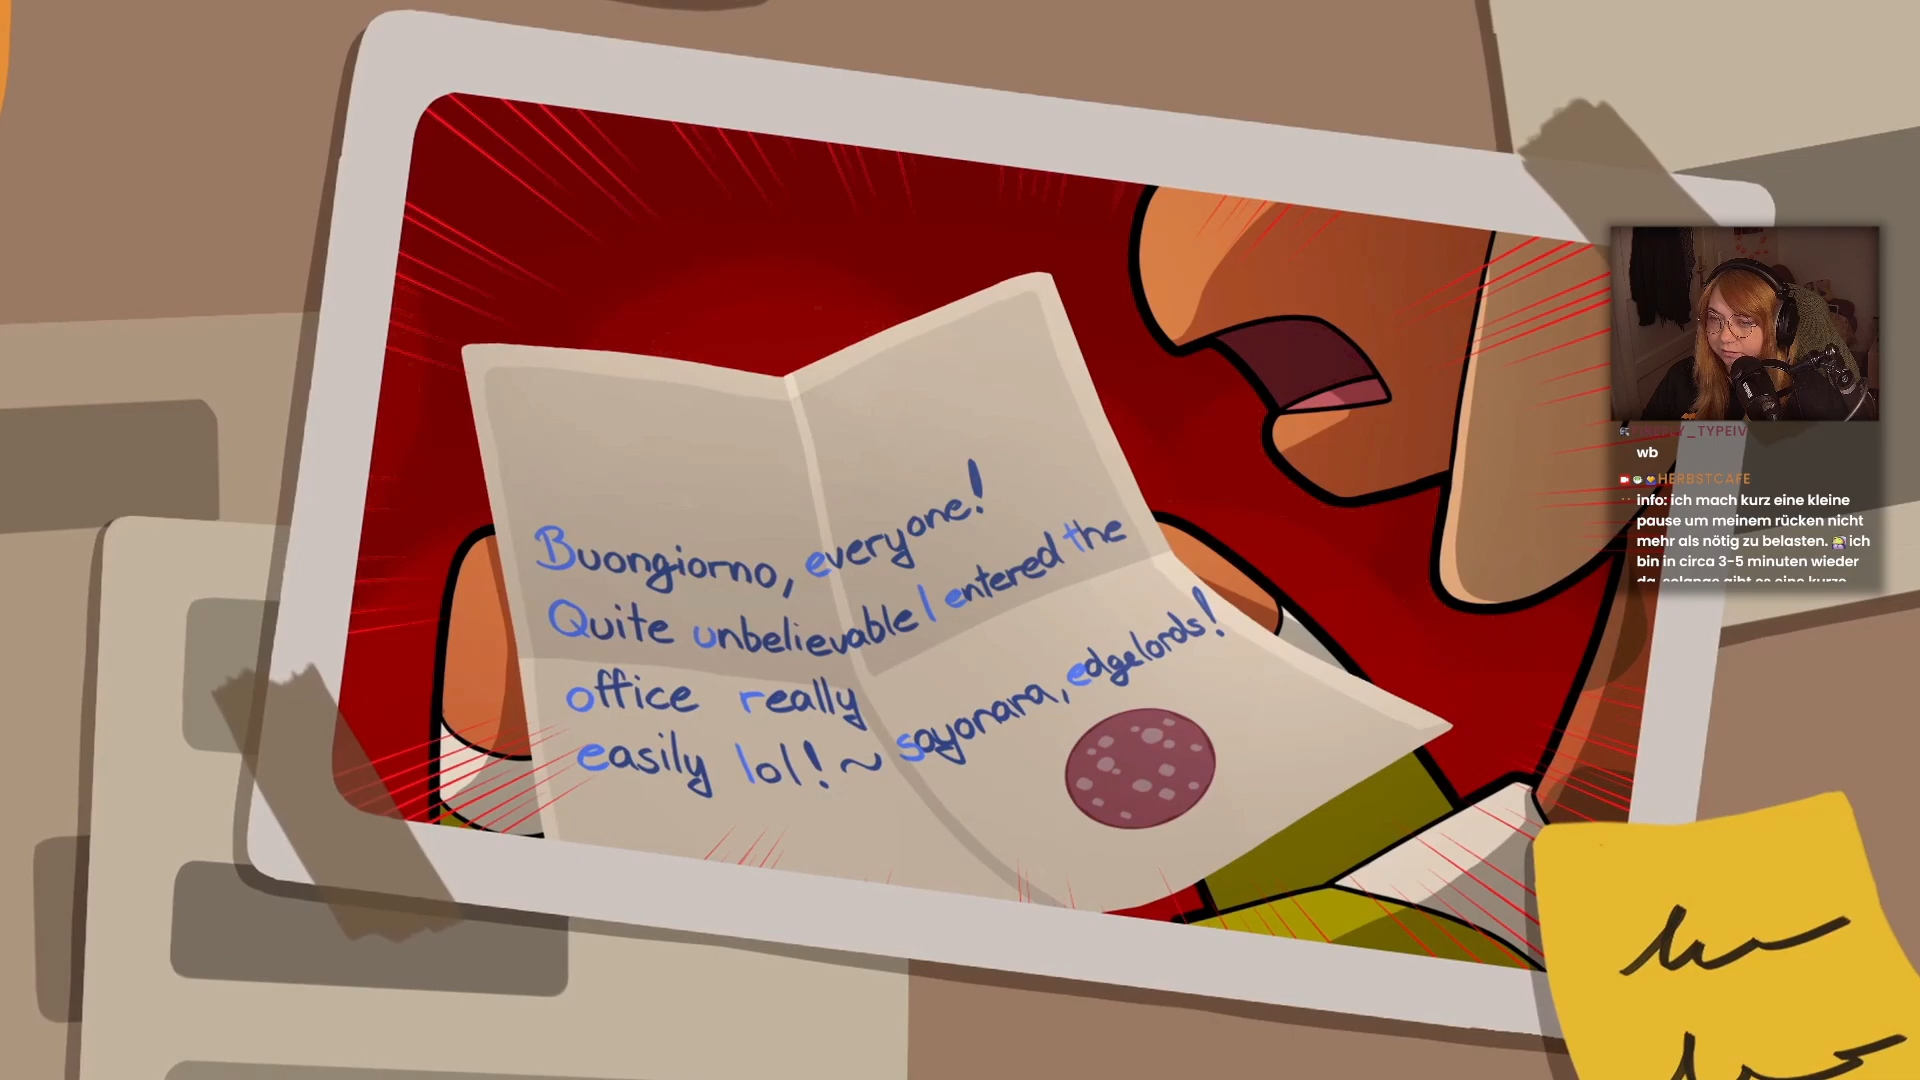 Buongiorno, everyone!
Quite unbelievable I entered the
office really
easily lol! ~ sayonara, edgelords!
wb
HERBSTCAFE
info: ich mach kurz eine kleine
pause um meinem rücken nicht
mehr als nötig zu belasten. ich
bin in circa 3-5 minuten wieder